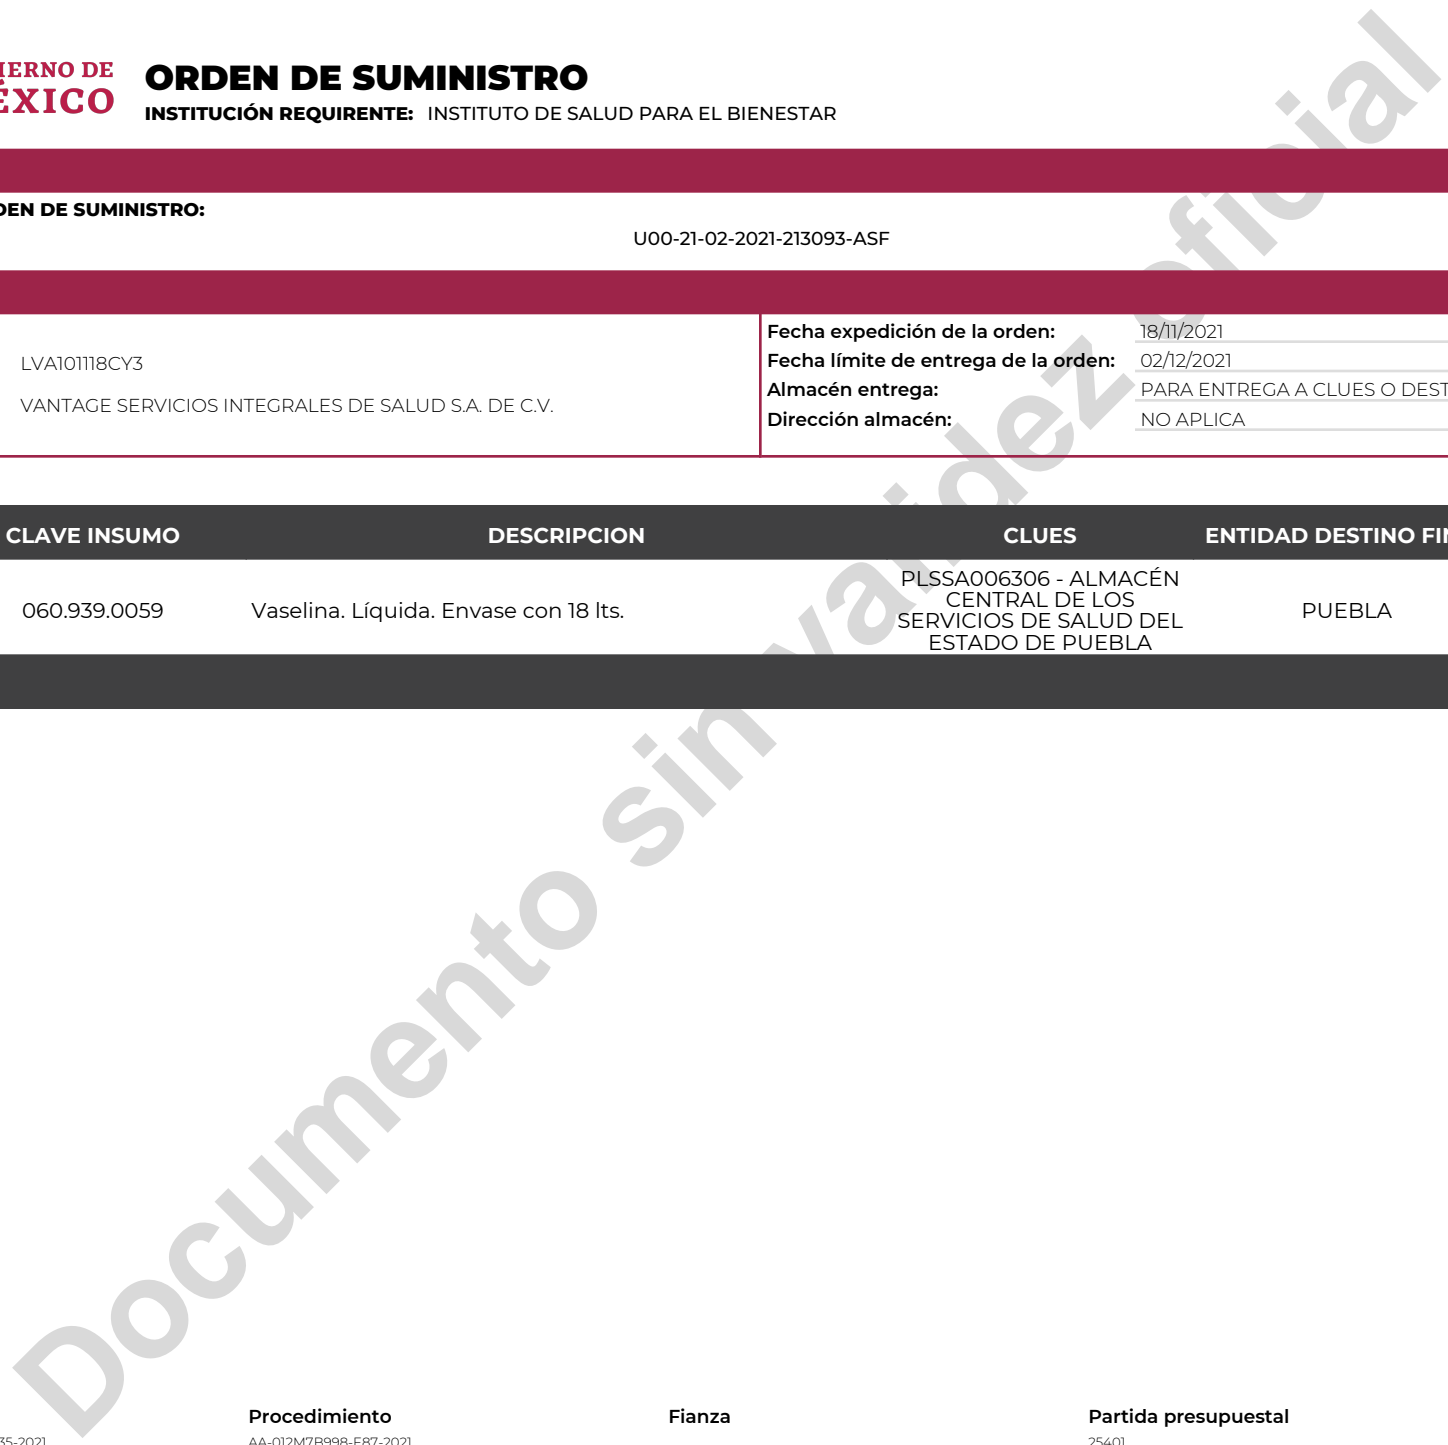 IERNO DE
ÉXICO
ORDEN DE SUMINISTRO
INSTITUCIÓN REQUIRENTE: INSTITUTO DE SALUD PARA EL BIENESTAR
DEN DE SUMINISTRO:
U00-21-02-2021-213093-ASF
LVA101118CY3
VANTAGE SERVICIOS INTEGRALES DE SALUD S.A. DE C.V.
Fecha expedición de la orden: 18/11/2021
Fecha límite de entrega de la orden: 02/12/2021
Almacén entrega: PARA ENTREGA A CLUES O DEST
Dirección almacén: NO APLICA
CLAVE INSUMO DESCRIPCION CLUES ENTIDAD DESTINO FIN
060.939.0059 Vaselina. Líquida. Envase con 18 lts. PLSSA006306 - ALMACÉN
CENTRAL DE LOS
SERVICIOS DE SALUD DEL
ESTADO DE PUEBLA
PUEBLA
Documento sin validez oficial
Procedimiento Fianza Partida presupuestal
35-2021 AA-012M7B998-E87-2021 25401